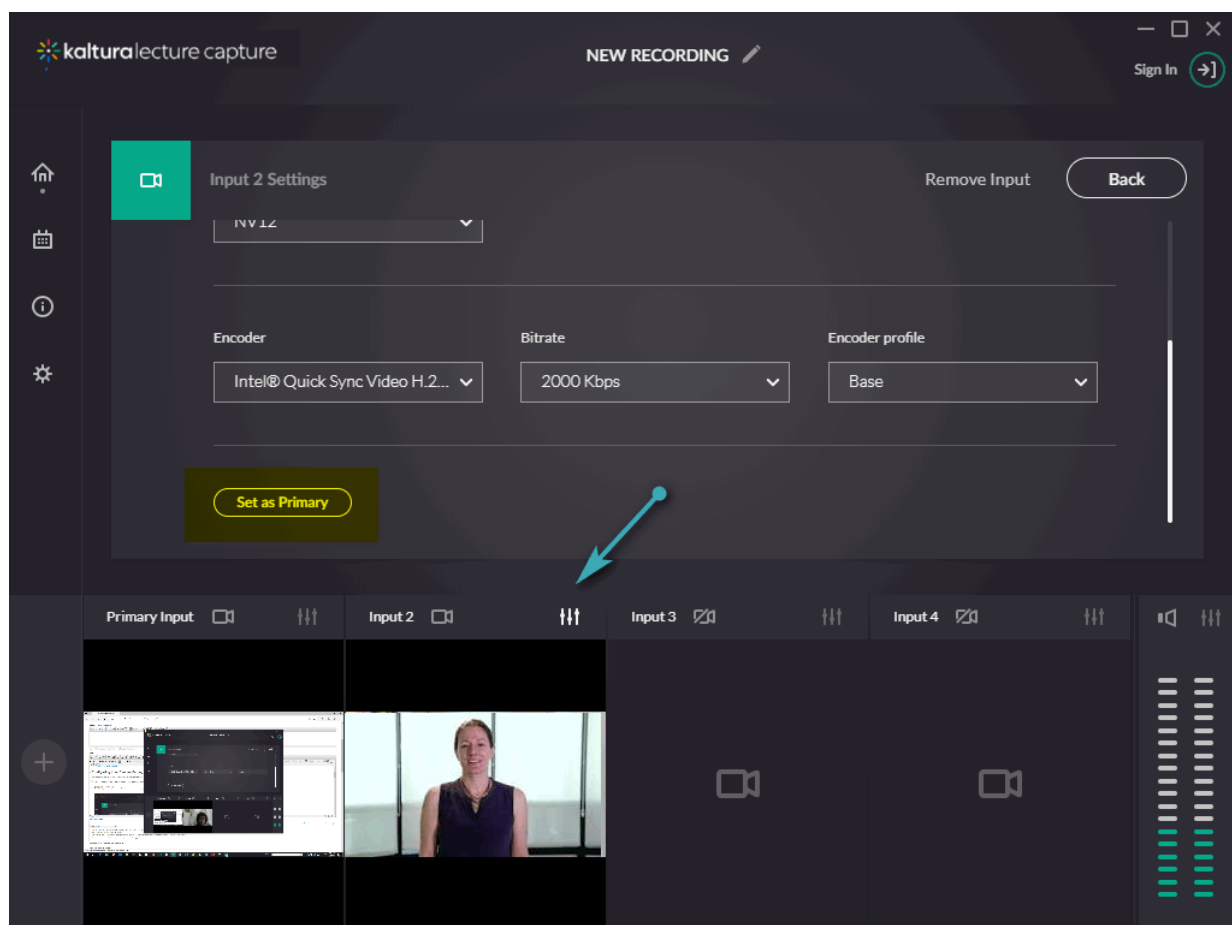 kalturalecture capture
NEW RECORDING
Sign In
Input 2 Settings
Remove Input
Back
NV12
Encoder
Bitrate
Encoder profile
Intel® Quick Sync Video H.2...
2000 Kbps
Base
Set as Primary
Primary Input
Input 2
Input 3
Input 4